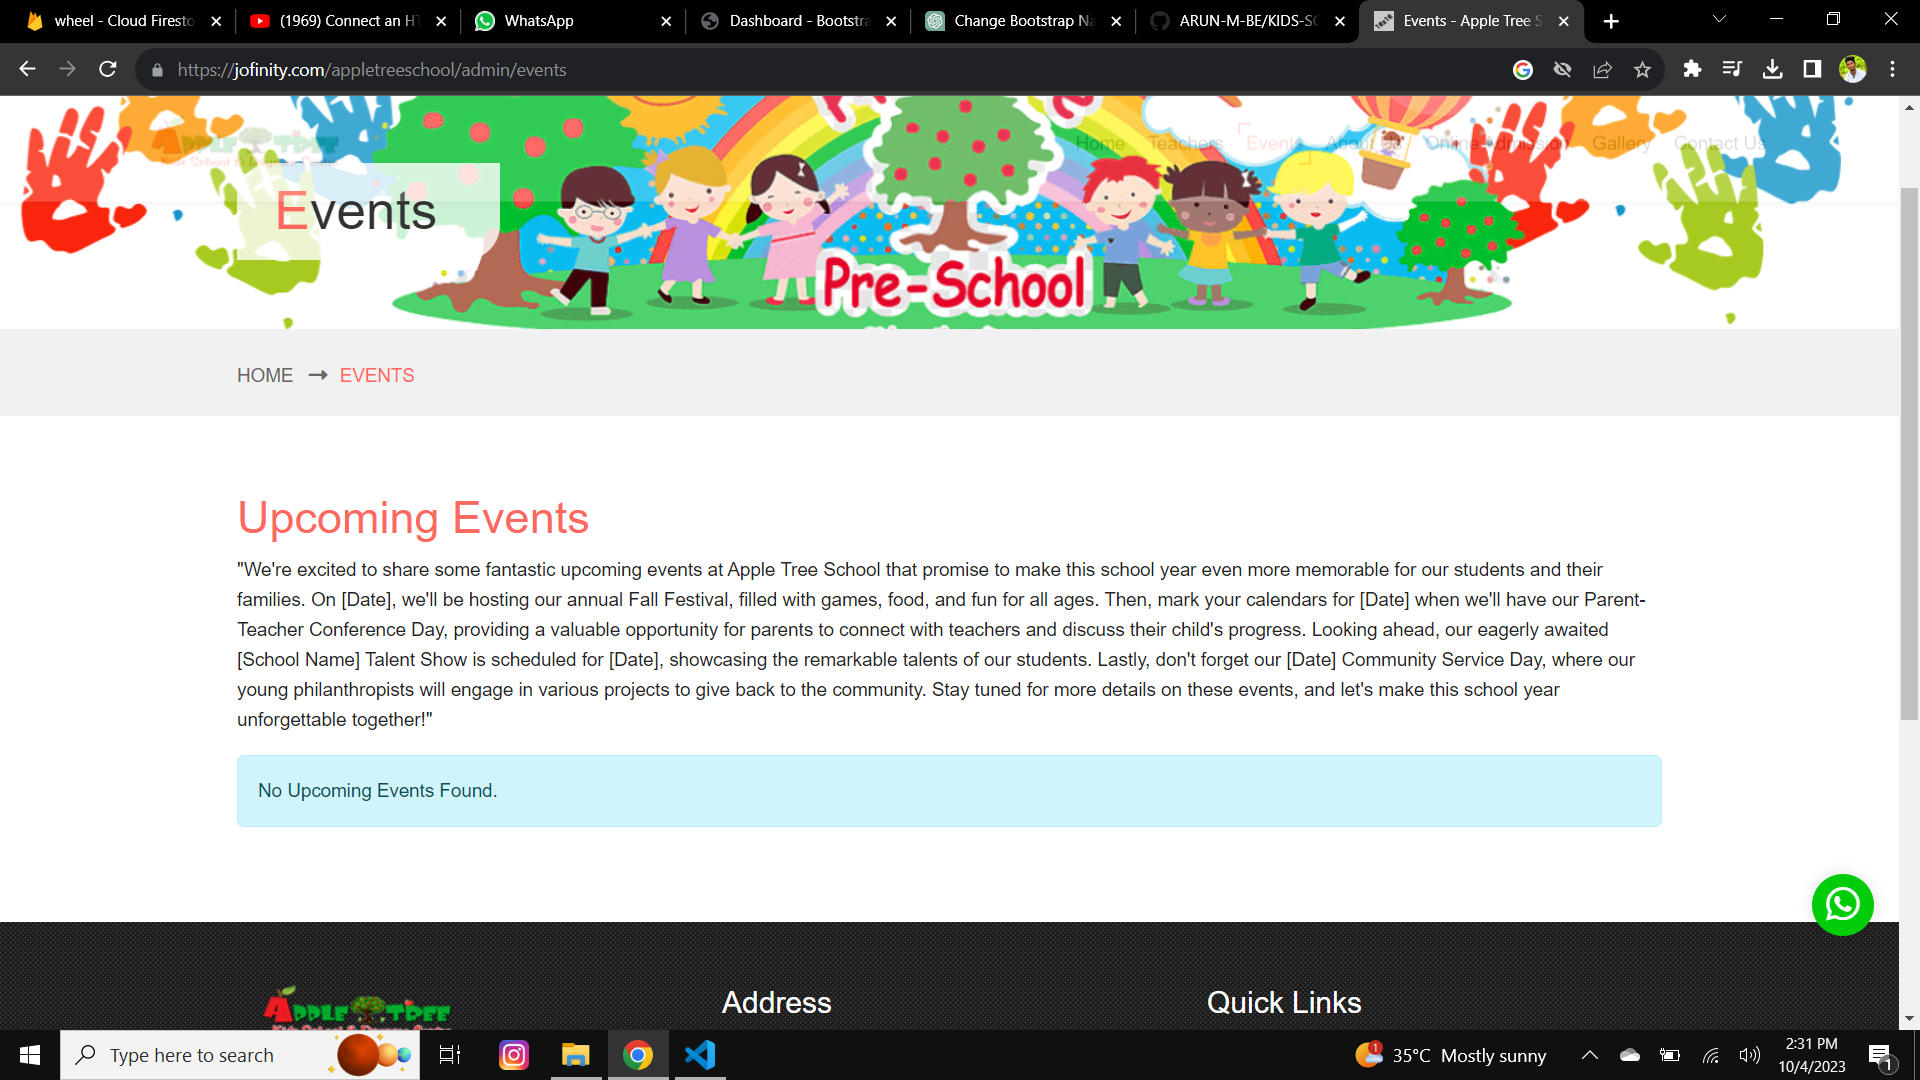 wheel - Cloud Firesto
(1969) Connect an HT
WhatsApp
Dashboard - Bootstra
Change Bootstrap Na
ARUN-M-BE/KIDS-SC
Events - Apple Tree S
https://jofinity.com/appletreeschool/admin/events
APPLE TREE
Home
Teachers
Events
About Us
Online Admission
Gallery
Contact Us
Events
Pre-School
HOME → EVENTS
Upcoming Events
"We're excited to share some fantastic upcoming events at Apple Tree School that promise to make this school year even more memorable for our students and their
families. On [Date], we'll be hosting our annual Fall Festival, filled with games, food, and fun for all ages. Then, mark your calendars for [Date] when we'll have our Parent-
Teacher Conference Day, providing a valuable opportunity for parents to connect with teachers and discuss their child's progress. Looking ahead, our eagerly awaited
[School Name] Talent Show is scheduled for [Date], showcasing the remarkable talents of our students. Lastly, don't forget our [Date] Community Service Day, where our
young philanthropists will engage in various projects to give back to the community. Stay tuned for more details on these events, and let's make this school year
unforgettable together!"
No Upcoming Events Found.
APPLE TREE
Address
Quick Links
Type here to search
1
35°C Mostly sunny
2:31 PM
10/4/2023
1